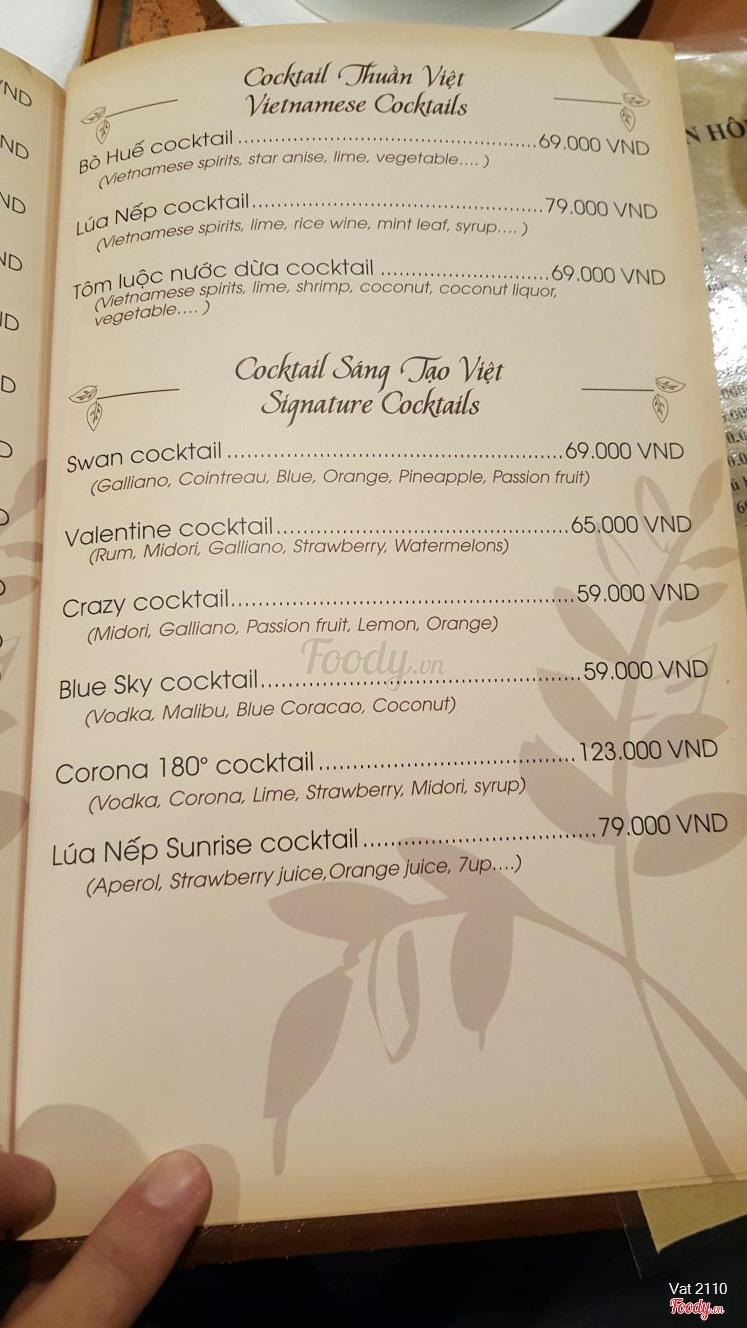 Cocktail Thuần Việt
Vietnamese Cocktails
Bò Huế cocktail ........................................................ 69.000 VND
(Vietnamese spirits, star anise, lime, vegetable.... )
Lúa Nếp cocktail ...................................................... 79.000 VND
(Vietnamese spirits, lime, rice wine, mint leaf, syrup.... )
Tôm luộc nước dừa cocktail ............................... 69.000 VND
(Vietnamese spirits, lime, shrimp, coconut, coconut liquor,
vegetable.... )
Cocktail Sáng Tạo Việt
Signature Cocktails
Swan cocktail ........................................................... 69.000 VND
(Galliano, Cointreau, Blue, Orange, Pineapple, Passion fruit)
Valentine cocktail .................................................... 65.000 VND
(Rum, Midori, Galliano, Strawberry, Watermelons)
Crazy cocktail ............................................................ 59.000 VND
(Midori, Galliano, Passion fruit, Lemon, Orange)
Foody.vn
Blue Sky cocktail ....................................................... 59.000 VND
(Vodka, Malibu, Blue Coracao, Coconut)
Corona 180° cocktail ............................................. 123.000 VND
(Vodka, Corona, Lime, Strawberry, Midori, syrup)
Lúa Nếp Sunrise cocktail ........................................ 79.000 VND
(Aperol, Strawberry juice,Orange juice, 7up....)
Vat 2110
Foody.vn